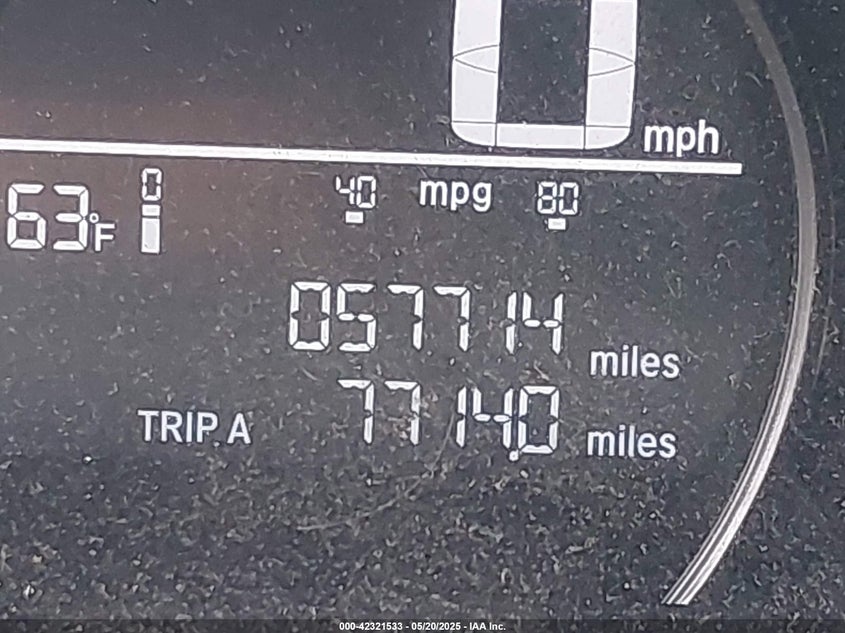 0 mph
63°F 0 40 mpg 80
057714 miles
TRIP A 7714.0 miles
000-42321533 - 05/20/2025 - IAA Inc.